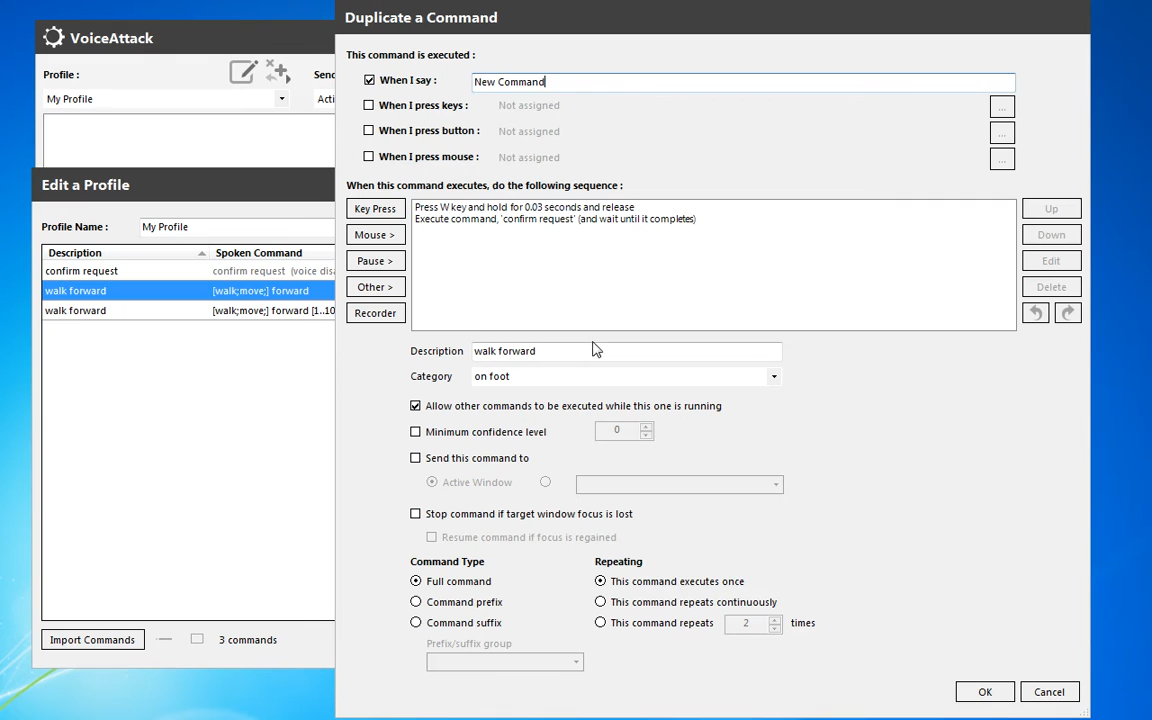 Duplicate a Command
VoiceAttack
This command is executed :
Profile :
Send
When I say :
New Command
My Profile
Acti
When I press keys :
Not assigned
...
When I press button :
Not assigned
...
When I press mouse :
Not assigned
...
Edit a Profile
When this command executes, do the following sequence :
Key Press
Press W key and hold for 0.03 seconds and release
Up
Execute command, 'confirm request' (and wait until it completes)
Profile Name :
My Profile
Mouse >
Down
Description
Spoken Command
Pause >
Edit
confirm request
confirm request (voice disa
walk forward
[walk;move;] forward
Other >
Delete
walk forward
[walk;move;] forward [1..10
Recorder
Description
walk forward
Category
on foot
Allow other commands to be executed while this one is running
Minimum confidence level
0
Send this command to
Active Window
Stop command if target window focus is lost
Resume command if focus is regained
Command Type
Repeating
Full command
This command executes once
Command prefix
This command repeats continuously
Command suffix
This command repeats
2
times
Import Commands
3 commands
Prefix/suffix group
OK
Cancel